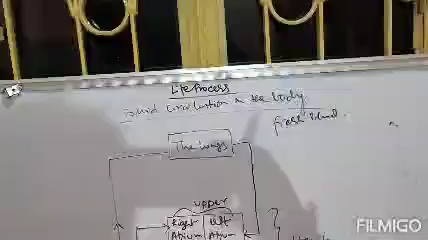 Life Process
Blood Circulation in the body
fresh blood.
The lungs
upper
Right left
Atrium Atrium
FILMIGO